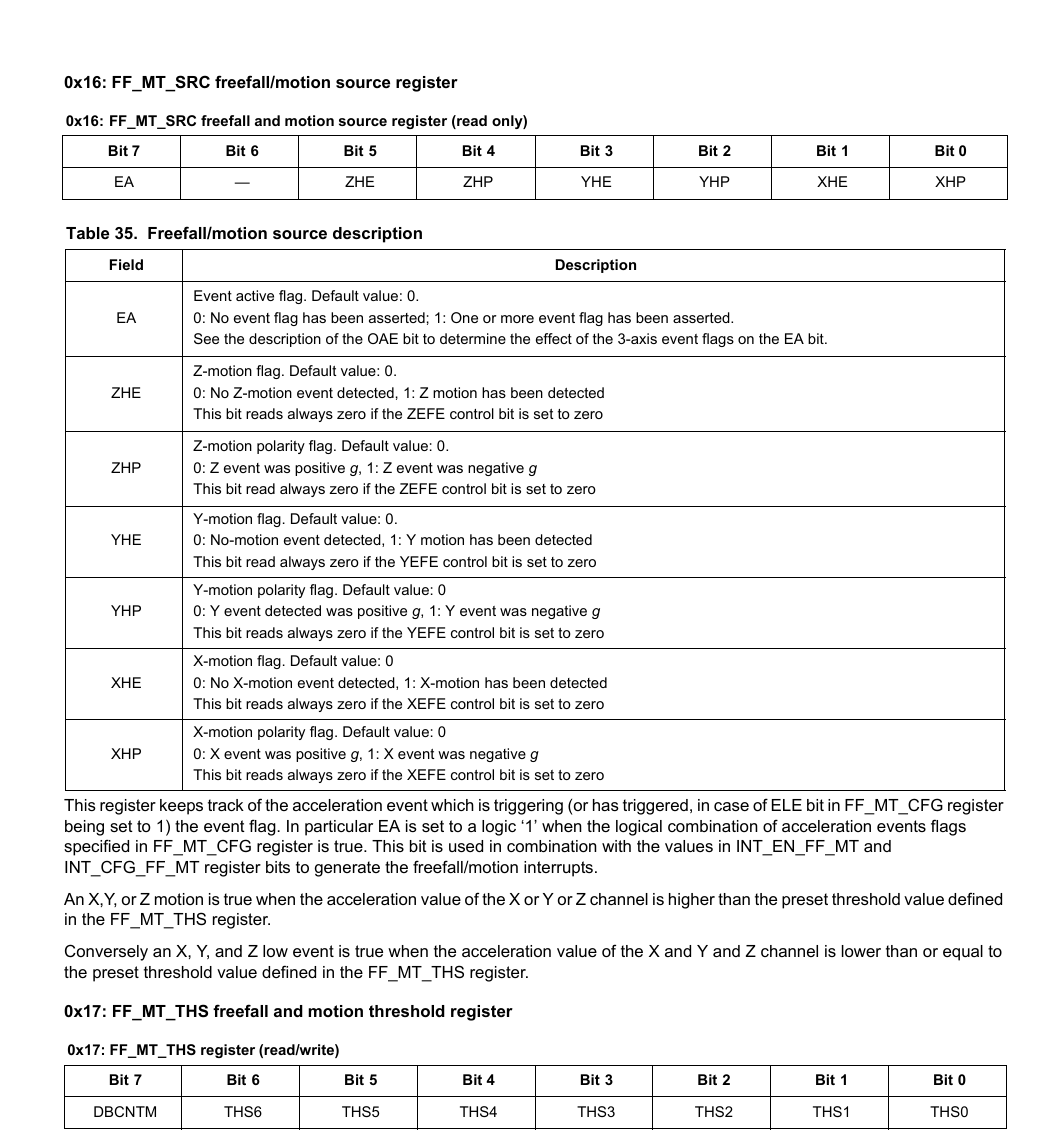 0x16: FF_MT_SRC freefall/motion source register
0x16: FF_MT_SRC freefall and motion source register (read only)
Bit 7 Bit 6 Bit 5 Bit 4 Bit 3 Bit 2 Bit 1 Bit 0
EA — ZHE ZHP YHE YHP XHE XHP
Table 35. Freefall/motion source description
Field Description
EA
Event active flag. Default value: 0.
0: No event flag has been asserted; 1: One or more event flag has been asserted.
See the description of the OAE bit to determine the effect of the 3-axis event flags on the EA bit.
ZHE
Z-motion flag. Default value: 0.
0: No Z-motion event detected, 1: Z motion has been detected
This bit reads always zero if the ZEFE control bit is set to zero
ZHP
Z-motion polarity flag. Default value: 0.
0: Z event was positive g, 1: Z event was negative g
This bit read always zero if the ZEFE control bit is set to zero
YHE
Y-motion flag. Default value: 0.
0: No-motion event detected, 1: Y motion has been detected
This bit read always zero if the YEFE control bit is set to zero
YHP
Y-motion polarity flag. Default value: 0
0: Y event detected was positive g, 1: Y event was negative g
This bit reads always zero if the YEFE control bit is set to zero
XHE
X-motion flag. Default value: 0
0: No X-motion event detected, 1: X-motion has been detected
This bit reads always zero if the XEFE control bit is set to zero
XHP
X-motion polarity flag. Default value: 0
0: X event was positive g, 1: X event was negative g
This bit reads always zero if the XEFE control bit is set to zero
This register keeps track of the acceleration event which is triggering (or has triggered, in case of ELE bit in FF_MT_CFG register
being set to 1) the event flag. In particular EA is set to a logic ‘1’ when the logical combination of acceleration events flags
specified in FF_MT_CFG register is true. This bit is used in combination with the values in INT_EN_FF_MT and
INT_CFG_FF_MT register bits to generate the freefall/motion interrupts.
An X,Y, or Z motion is true when the acceleration value of the X or Y or Z channel is higher than the preset threshold value defined
in the FF_MT_THS register.
Conversely an X, Y, and Z low event is true when the acceleration value of the X and Y and Z channel is lower than or equal to
the preset threshold value defined in the FF_MT_THS register.
0x17: FF_MT_THS freefall and motion threshold register
0x17: FF_MT_THS register (read/write)
Bit 7 Bit 6 Bit 5 Bit 4 Bit 3 Bit 2 Bit 1 Bit 0
DBCNTM THS6 THS5 THS4 THS3 THS2 THS1 THS0